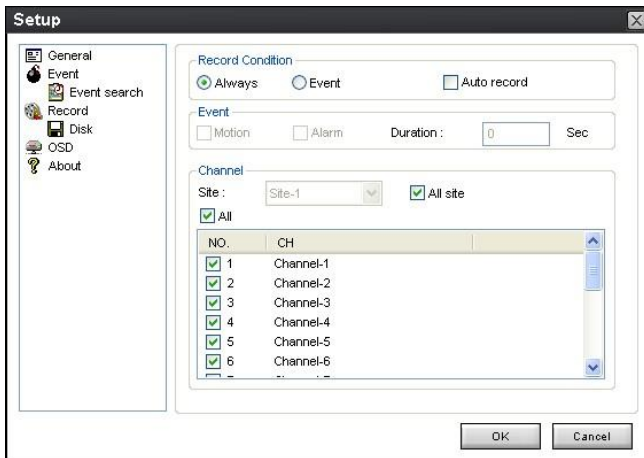 Setup
General
Event
Event search
Record
Disk
OSD
About
Record Condition
Always Event Auto record
Event
Motion Alarm Duration : 0 Sec
Channel
Site : Site-1 All site
All
NO. CH
1 Channel-1
2 Channel-2
3 Channel-3
4 Channel-4
5 Channel-5
6 Channel-6
OK Cancel